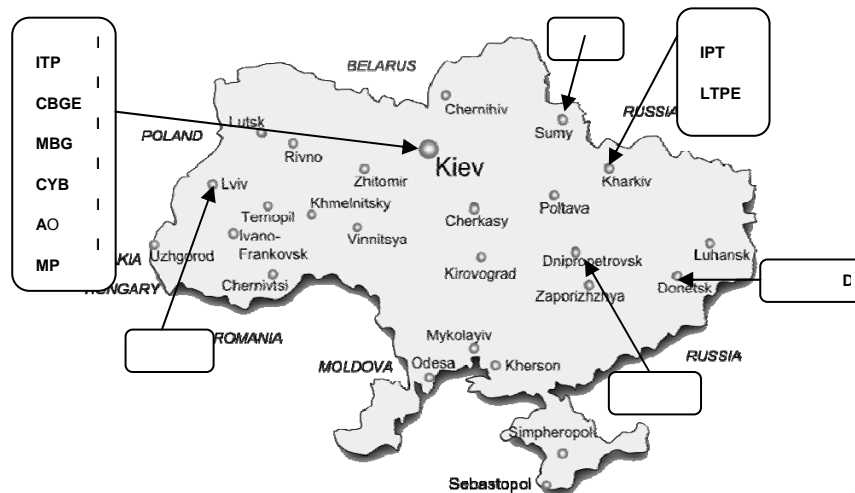 ITP
CBGE
MBG
CYB
AO
MP
IPT
LTPE
BELARUS
RUSSIA
POLAND
Chernihiv
Sumy
Lutsk
Rivno
Kiev
Zhitomir
Kharkiv
Lviv
Ternopil
Khmelnitsky
Cherkasy
Poltava
Ivano-
Frankovsk
Vinnitsya
Uzhgorod
KIA
Chernivtsi
Kirovograd
Dnipropetrovsk
Luhansk
Donetsk
D
Zaporizhzhya
HUNGARY
ROMANIA
Mykolayiv
MOLDOVA
Odesa
Kherson
RUSSIA
Simpheropol
Sebastopol